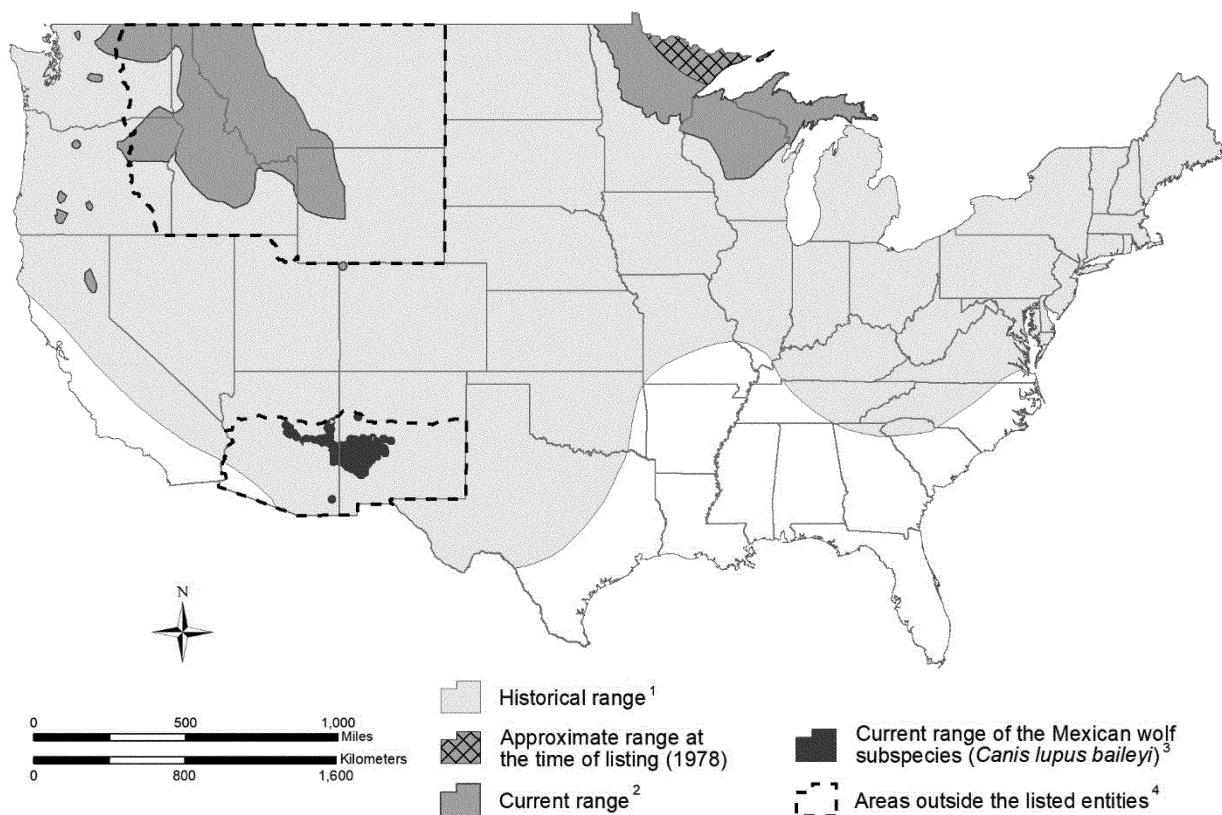 N
0 500 1,000
Miles
Kilometers
0 800 1,600
Historical range 1
Approximate range at
the time of listing (1978)
Current range 2
Current range of the Mexican wolf
subspecies (Canis lupus baileyi) 3
Areas outside the listed entities 4